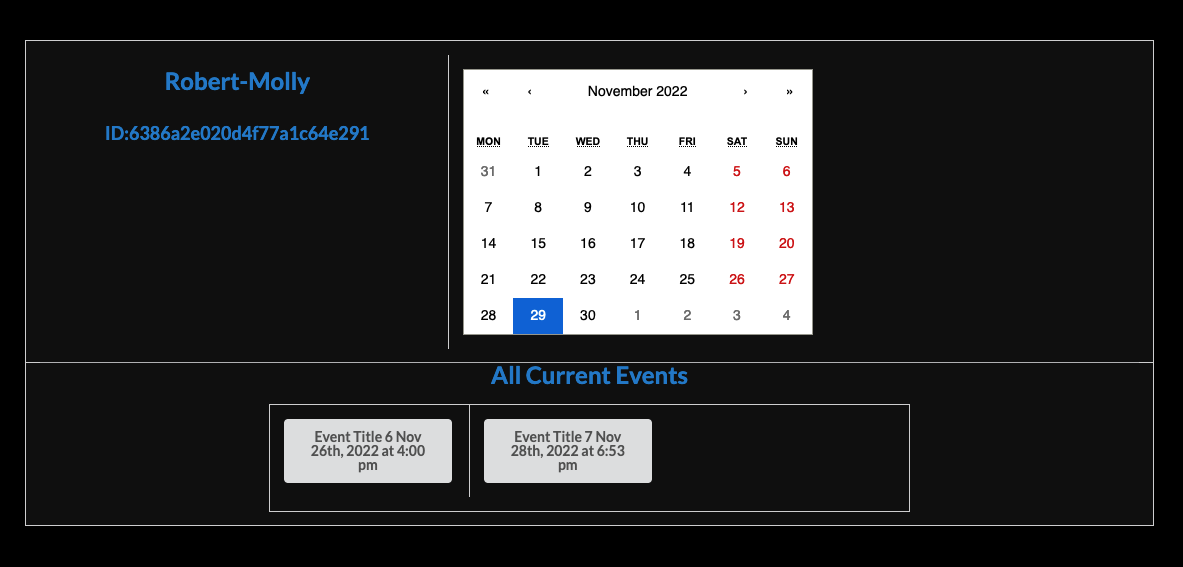 Robert-Molly
ID:6386a2e020d4f77a1c64e291
« ‹ November 2022 › »
MON TUE WED THU FRI SAT SUN
31 1 2 3 4 5 6
7 8 9 10 11 12 13
14 15 16 17 18 19 20
21 22 23 24 25 26 27
28 29 30 1 2 3 4
All Current Events
Event Title 6 Nov
26th, 2022 at 4:00
pm
Event Title 7 Nov
28th, 2022 at 6:53
pm